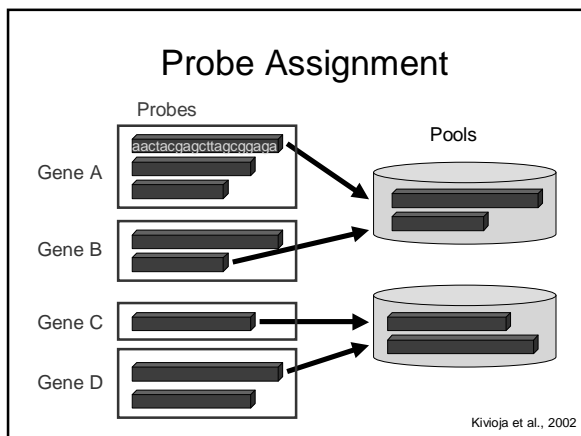 Probe Assignment
Probes
Pools
Gene A
aactacgagcttagcggaga
Gene B
Gene C
Gene D
Kivioja et al., 2002